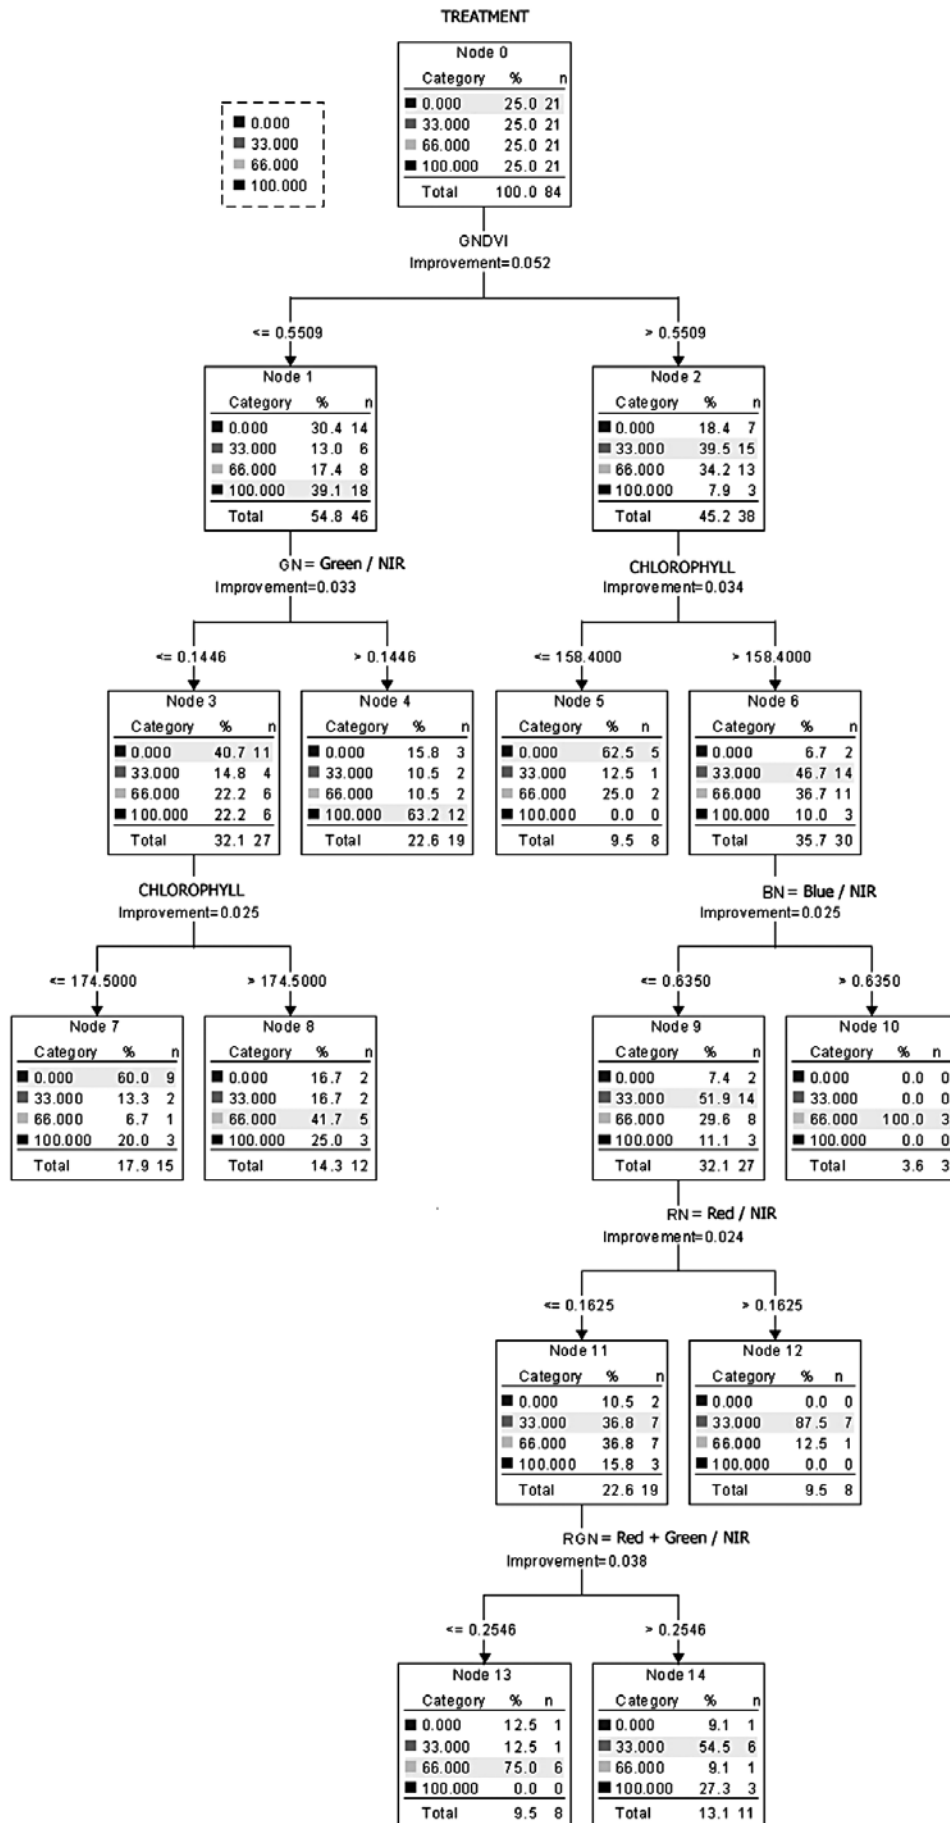 TREATMENT
Node 0
Category % n
0.000 25.0 21
33.000 25.0 21
66.000 25.0 21
100.000 25.0 21
Total 100.0 84
0.000
33.000
66.000
100.000
GNDVI
Improvement=0.052
<= 0.5509
> 0.5509
Node 1
Category % n
0.000 30.4 14
33.000 13.0 6
66.000 17.4 8
100.000 39.1 18
Total 54.8 46
Node 2
Category % n
0.000 18.4 7
33.000 39.5 15
66.000 34.2 13
100.000 7.9 3
Total 45.2 38
GN = Green / NIR
Improvement=0.033
CHLOROPHYLL
Improvement=0.034
<= 0.1446
> 0.1446
<= 158.4000
> 158.4000
Node 3
Category % n
0.000 40.7 11
33.000 14.8 4
66.000 22.2 6
100.000 22.2 6
Total 32.1 27
Node 4
Category % n
0.000 15.8 3
33.000 10.5 2
66.000 10.5 2
100.000 63.2 12
Total 22.6 19
Node 5
Category % n
0.000 62.5 5
33.000 12.5 1
66.000 25.0 2
100.000 0.0 0
Total 9.5 8
Node 6
Category % n
0.000 6.7 2
33.000 46.7 14
66.000 36.7 11
100.000 10.0 3
Total 35.7 30
CHLOROPHYLL
Improvement=0.025
BN = Blue / NIR
Improvement=0.025
<= 174.5000
> 174.5000
<= 0.6350
> 0.6350
Node 7
Category % n
0.000 60.0 9
33.000 13.3 2
66.000 6.7 1
100.000 20.0 3
Total 17.9 15
Node 8
Category % n
0.000 16.7 2
33.000 16.7 2
66.000 41.7 5
100.000 25.0 3
Total 14.3 12
Node 9
Category % n
0.000 7.4 2
33.000 51.9 14
66.000 29.6 8
100.000 11.1 3
Total 32.1 27
Node 10
Category % n
0.000 0.0 0
33.000 0.0 0
66.000 100.0 3
100.000 0.0 0
Total 3.6 3
RN = Red / NIR
Improvement=0.024
<= 0.1625
> 0.1625
Node 11
Category % n
0.000 10.5 2
33.000 36.8 7
66.000 36.8 7
100.000 15.8 3
Total 22.6 19
Node 12
Category % n
0.000 0.0 0
33.000 87.5 7
66.000 12.5 1
100.000 0.0 0
Total 9.5 8
RGN = Red + Green / NIR
Improvement=0.038
<= 0.2546
> 0.2546
Node 13
Category % n
0.000 12.5 1
33.000 12.5 1
66.000 75.0 6
100.000 0.0 0
Total 9.5 8
Node 14
Category % n
0.000 9.1 1
33.000 54.5 6
66.000 9.1 1
100.000 27.3 3
Total 13.1 11